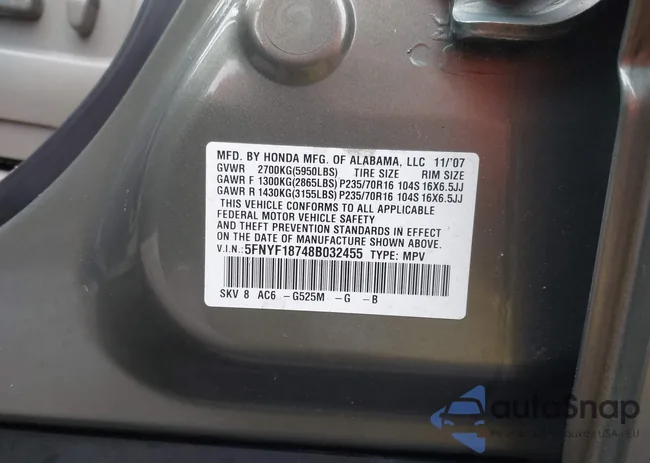 MFD. BY HONDA MFG. OF ALABAMA, LLC 11/'07
GVWR 2700KG(5950LBS) TIRE SIZE RIM SIZE
GAWR F 1300KG(2865LBS) P235/70R16 104S 16X6.5JJ
GAWR R 1430KG(3155LBS) P235/70R16 104S 16X6.5JJ
THIS VEHICLE CONFORMS TO ALL APPLICABLE
FEDERAL MOTOR VEHICLE SAFETY
AND THEFT PREVENTION STANDARDS IN EFFECT
ON THE DATE OF MANUFACTURE SHOWN ABOVE.
V.I.N.: 5FNYF18748B032455 TYPE: MPV
SKV 8 AC6 -G525M -G -B
autoSnap